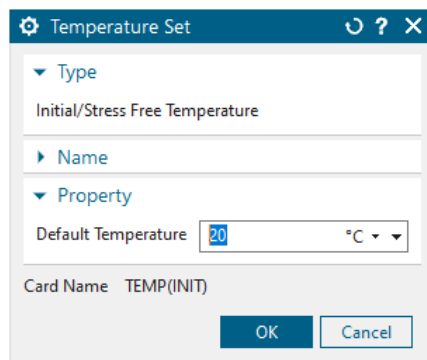 Temperature Set
Type
Initial/Stress Free Temperature
Name
Property
Default Temperature 20 °C
Card Name TEMP(INIT)
OK Cancel